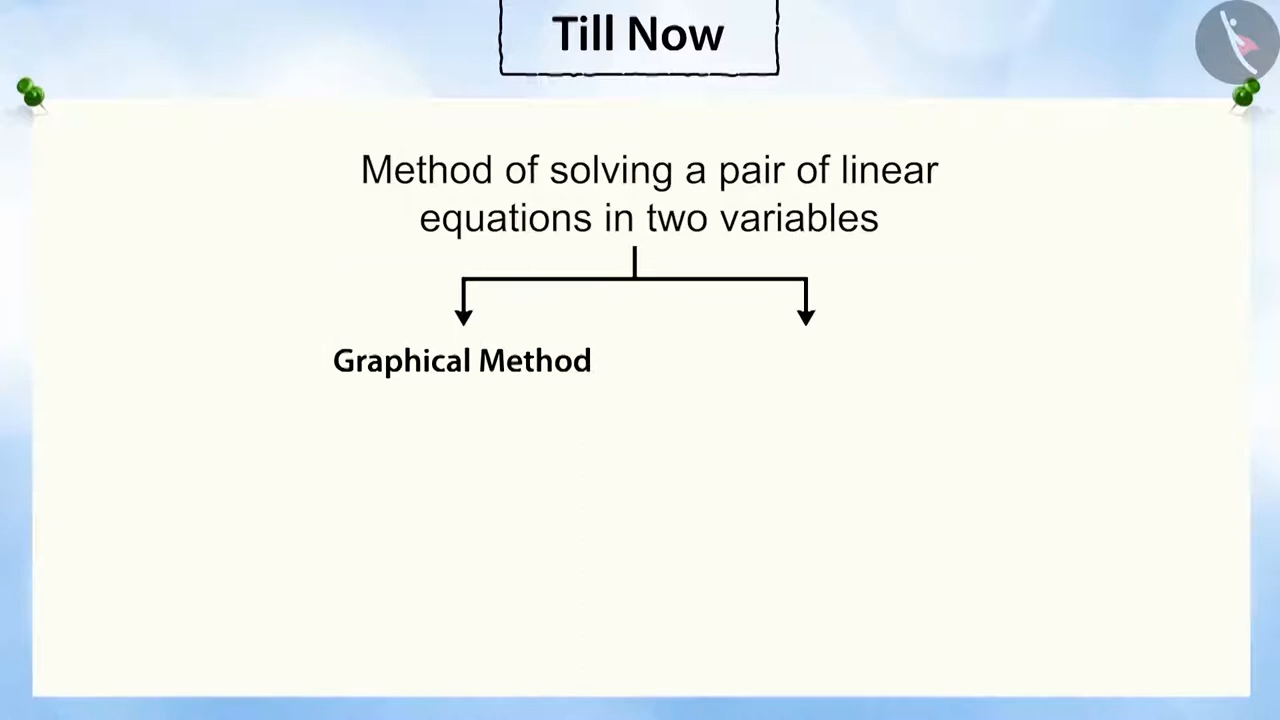 Till Now
Method of solving a pair of linear
equations in two variables
Graphical Method